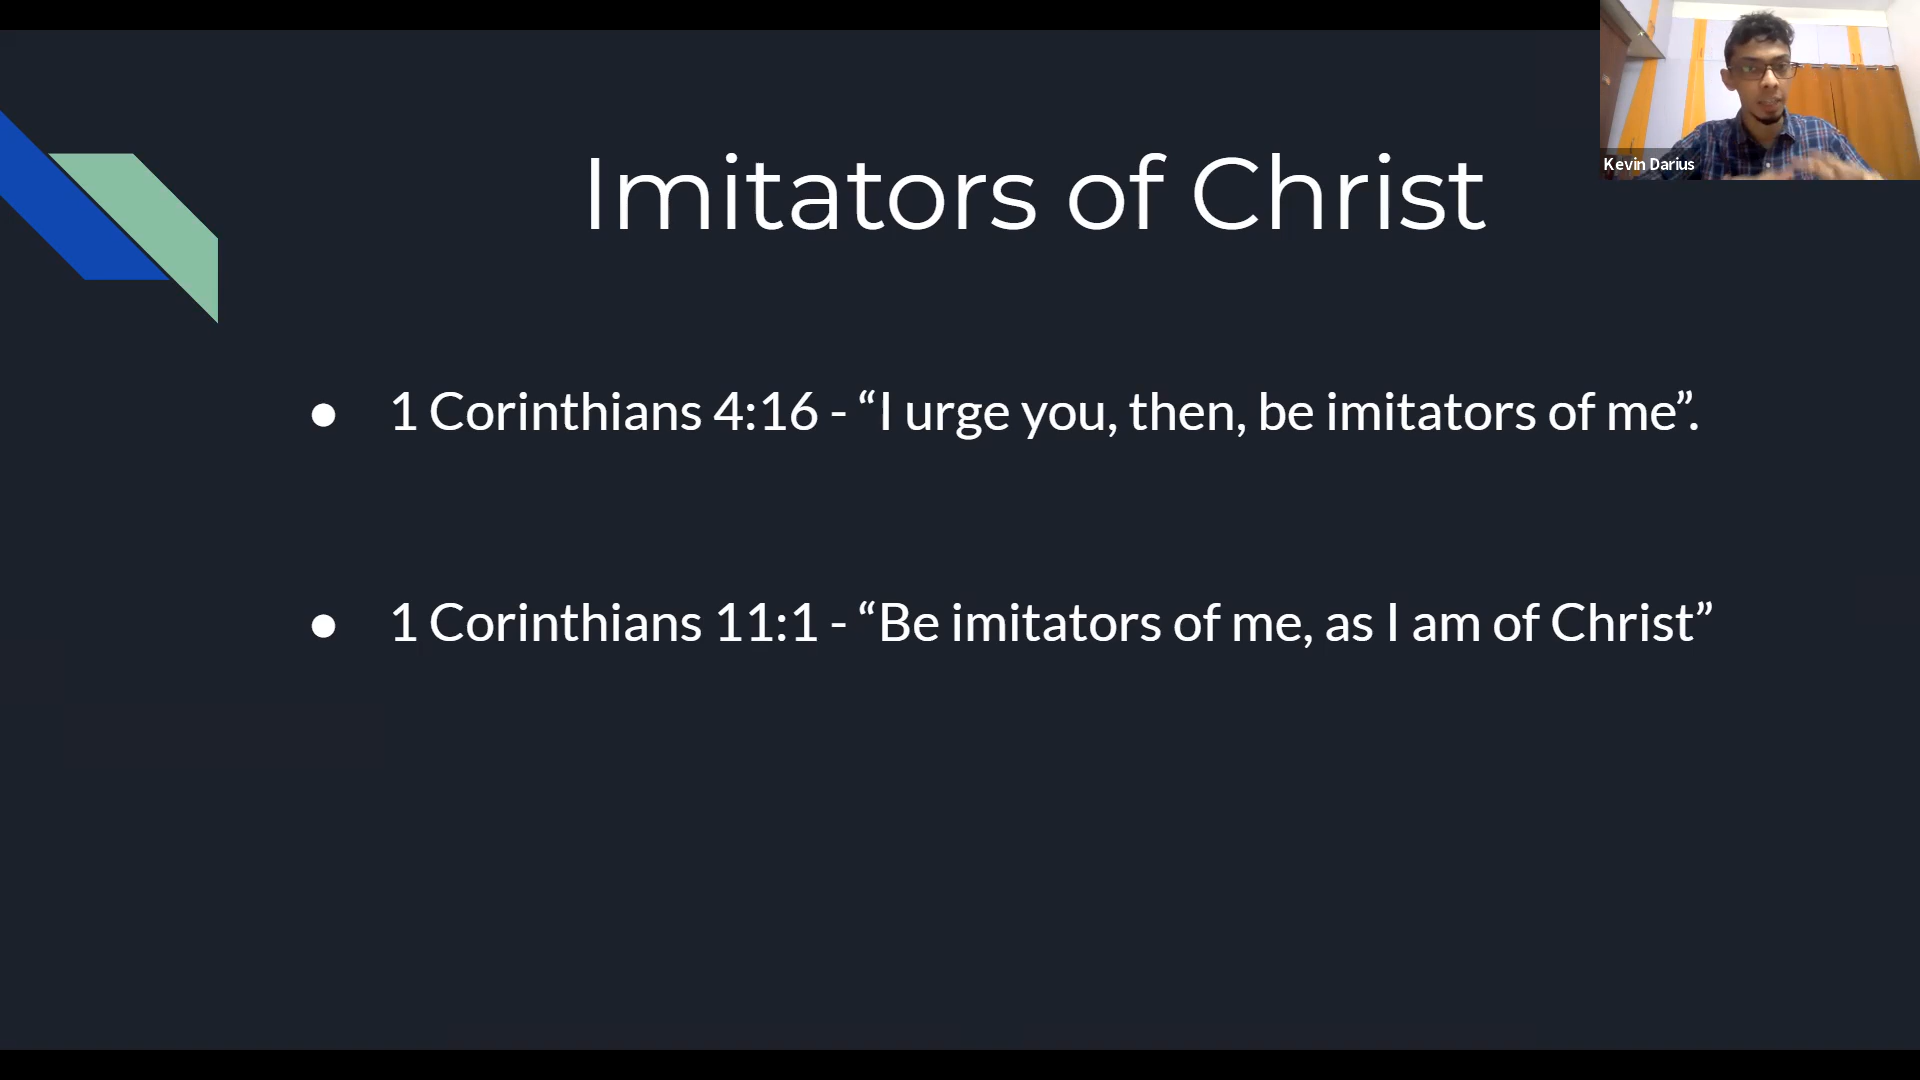 Imitators of Christ
Kevin Darius
● 1 Corinthians 4:16 - “I urge you, then, be imitators of me”.
● 1 Corinthians 11:1 - “Be imitators of me, as I am of Christ”